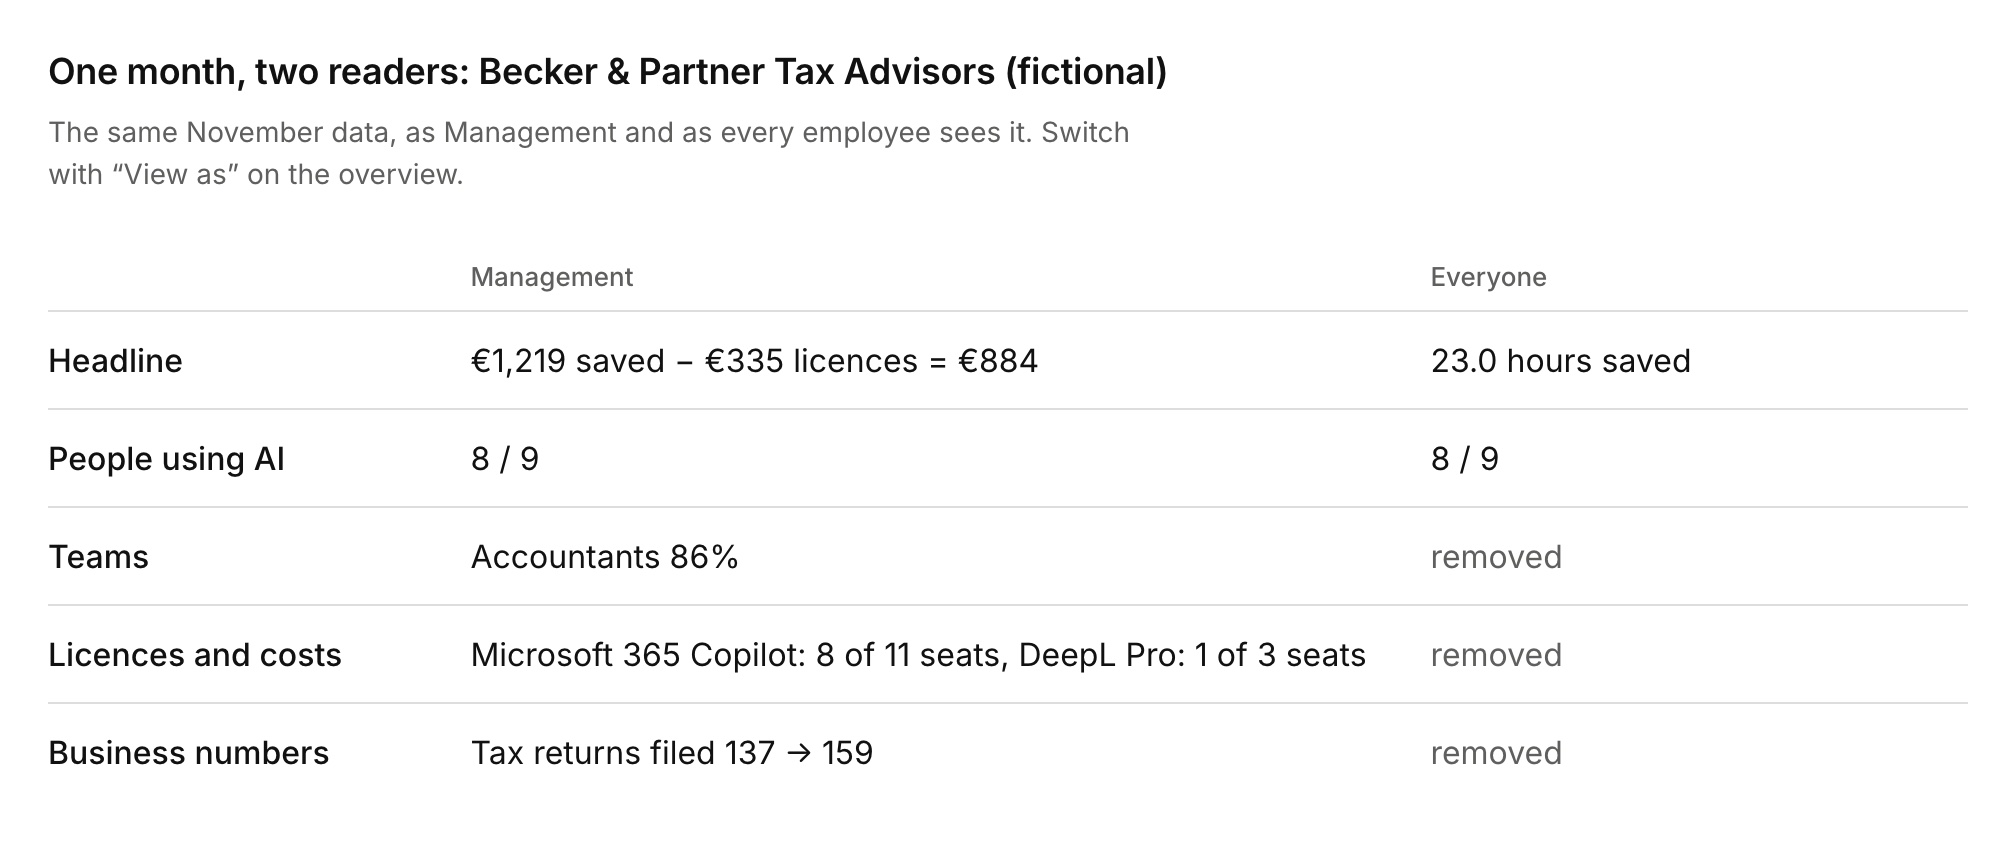 One month, two readers: Becker & Partner Tax Advisors (fictional)
The same November data, as Management and as every employee sees it. Switch
with “View as” on the overview.
Management Everyone
Headline €1,219 saved − €335 licences = €884 23.0 hours saved
People using AI 8 / 9 8 / 9
Teams Accountants 86% removed
Licences and costs Microsoft 365 Copilot: 8 of 11 seats, DeepL Pro: 1 of 3 seats removed
Business numbers Tax returns filed 137 → 159 removed